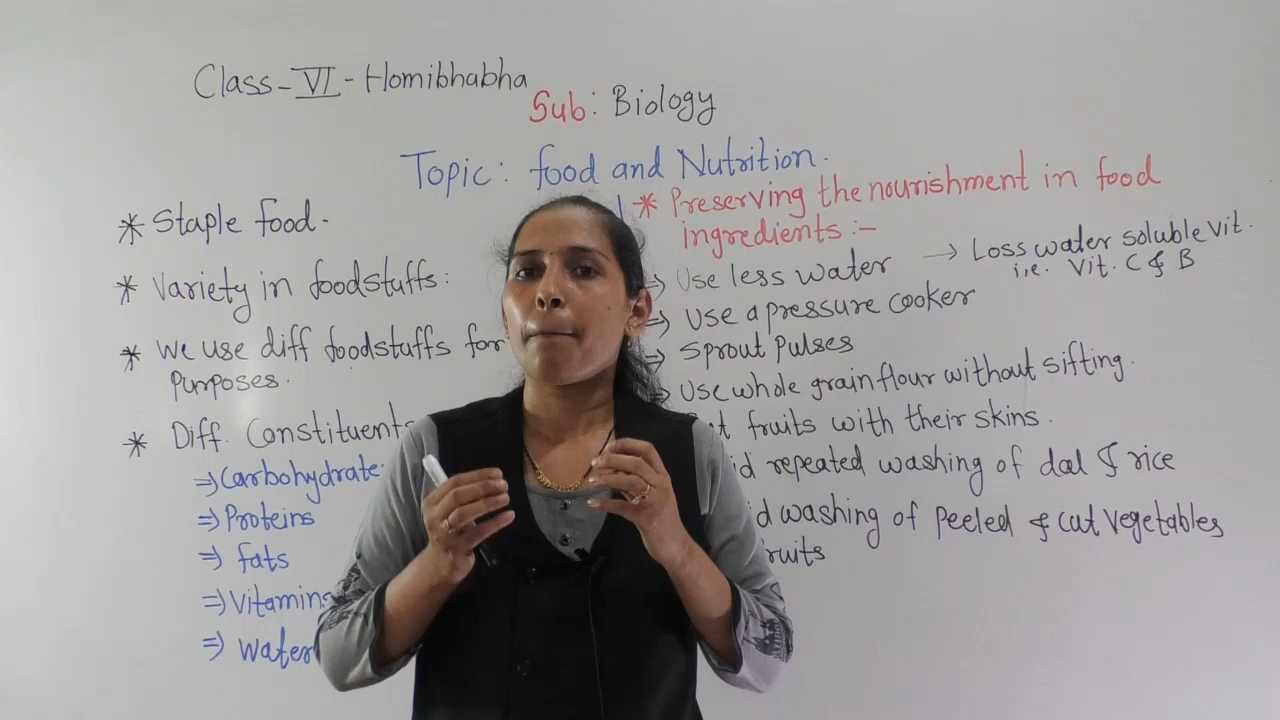 Class-VI-Homibhabha
Sub: Biology
Topic: food and Nutrition.
* Staple food.
* Variety in foodstuffs:
* We use diff foodstuffs for
purposes.
* Diff. Constituents
⇒ Carbohydrate
⇒ Proteins
⇒ fats
⇒ Vitamins
⇒ Water
* Preserving the nourishment in food
ingredients :-
⇒ Use less water → Loss water soluble vit.
i.e. Vit. C & B
⇒ Use a pressure cooker
⇒ Sprout pulses
⇒ Use whole grain flour without sifting.
fruits with their skins.
repeated washing of dal & rice
washing of peeled & cut vegetables